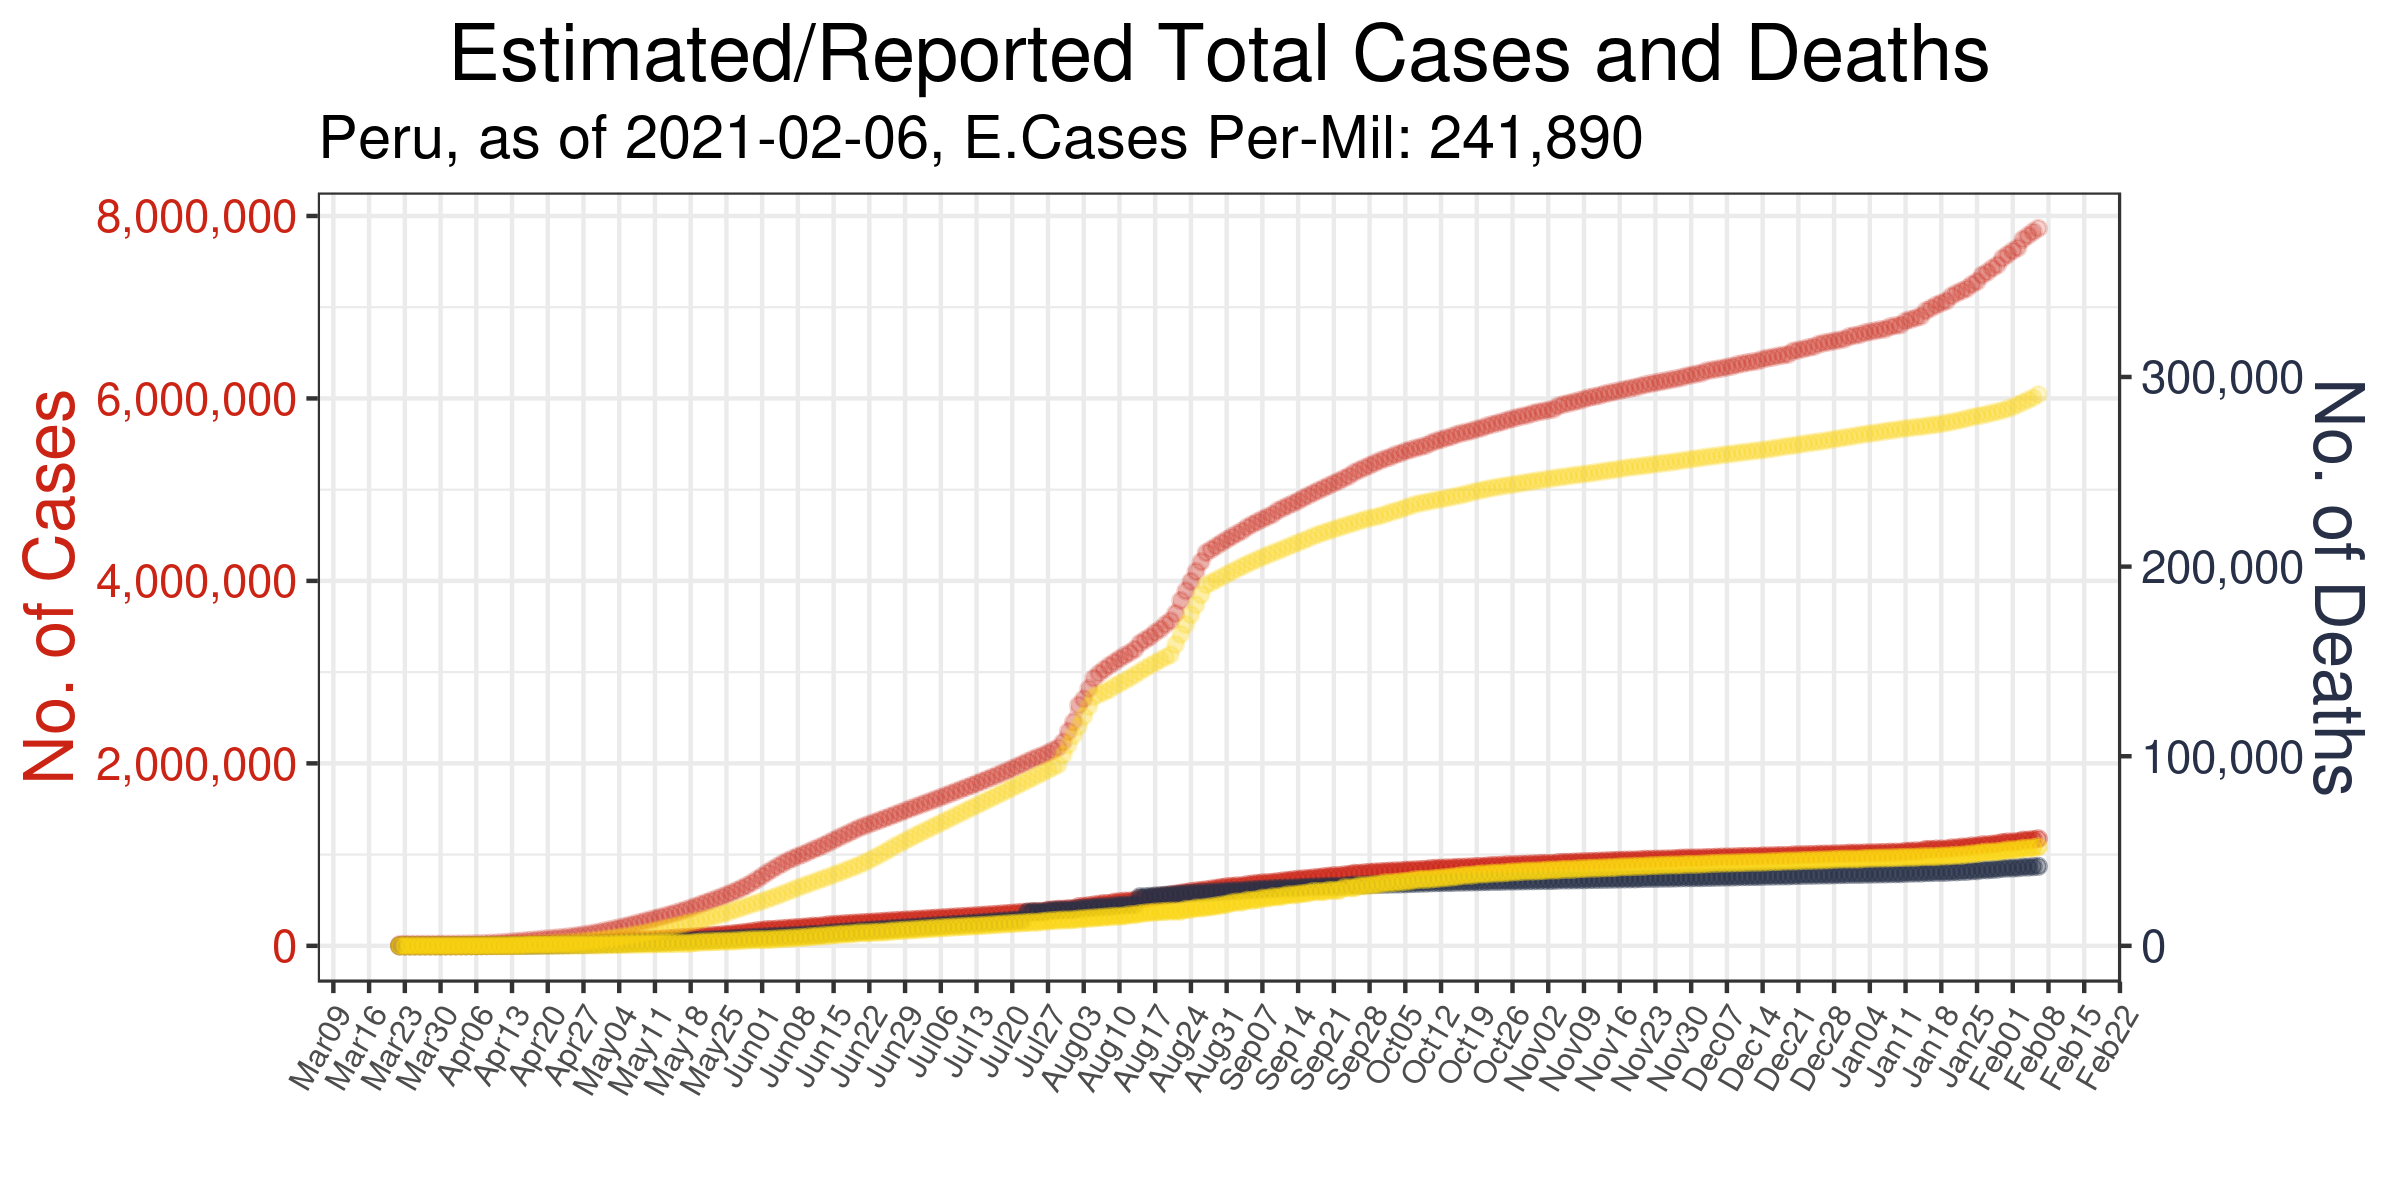 Estimated/Reported Total Cases and Deaths
Peru, as of 2021-02-06, E.Cases Per-Mil: 241,890
No. of Cases
8,000,000
6,000,000
4,000,000
2,000,000
0
300,000
200,000
100,000
0
No. of Deaths
Mar09
Mar16
Mar23
Mar30
Apr06
Apr13
Apr20
Apr27
May04
May11
May18
May25
Jun01
Jun08
Jun15
Jun22
Jun29
Jul06
Jul13
Jul20
Jul27
Aug03
Aug10
Aug17
Aug24
Aug31
Sep07
Sep14
Sep21
Sep28
Oct05
Oct12
Oct19
Oct26
Nov02
Nov09
Nov16
Nov23
Nov30
Dec07
Dec14
Dec21
Dec28
Jan04
Jan11
Jan18
Jan25
Feb01
Feb08
Feb15
Feb22